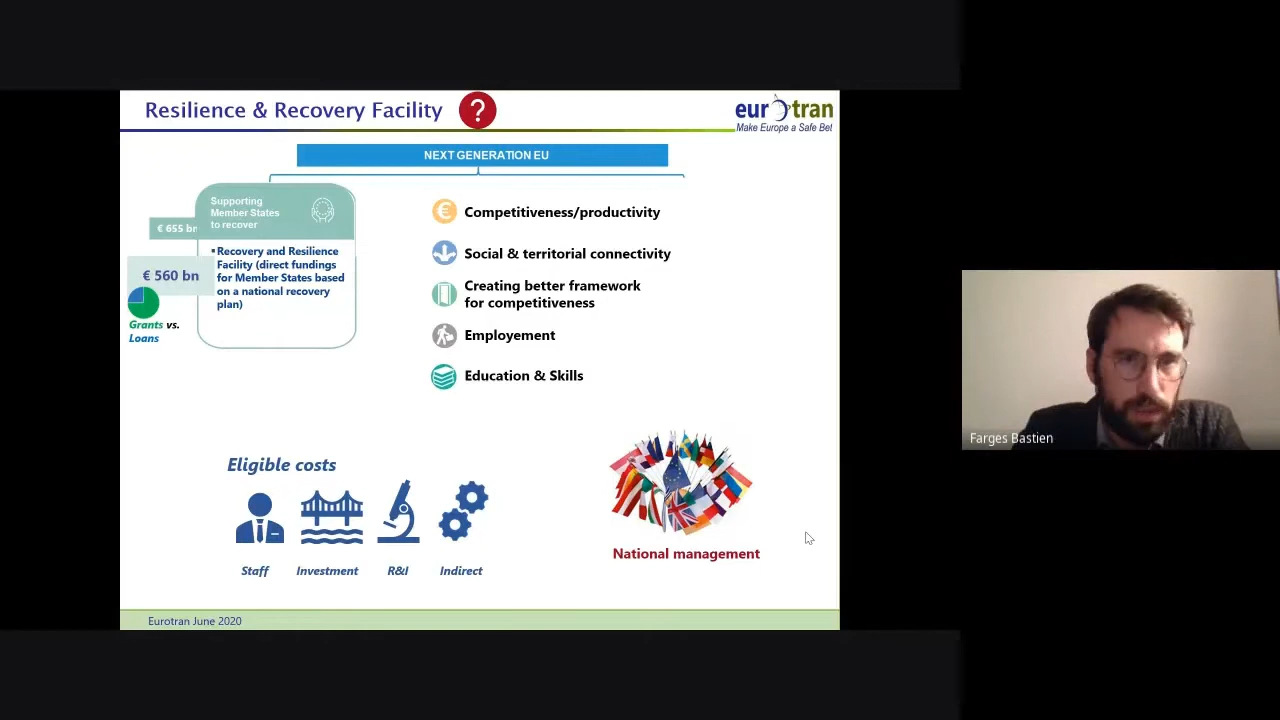 Resilience & Recovery Facility
?
eur tran
Make Europe a Safe Bet
NEXT GENERATION EU
Supporting
Member States
to recover
€ 655 bn
▪Recovery and Resilience
Facility (direct fundings
for Member States based
on a national recovery
plan)
€ 560 bn
Grants vs.
Loans
€
Competitiveness/productivity
Social & territorial connectivity
Creating better framework
for competitiveness
Employement
Education & Skills
Eligible costs
Staff
Investment
R&I
Indirect
National management
Eurotran June 2020
Farges Bastien